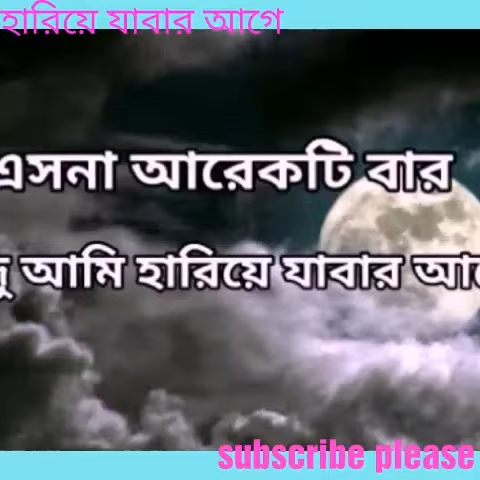 হারিয়ে যাবার আগে
এসনা আরেকটি বার
আমি হারিয়ে যাবার
subscribe please